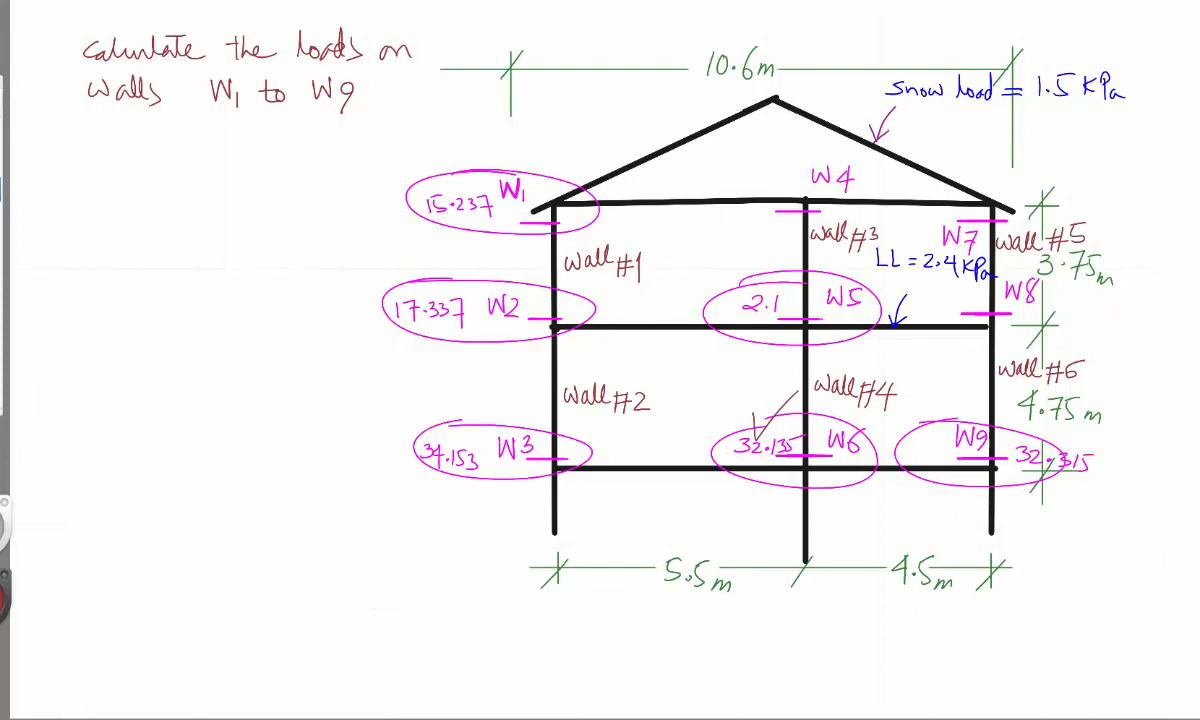 calculate the loads on
walls W1 to W9
10.6m
snow load = 1.5 KPa
W4
15.237 W1
wall #3
W7 wall #5
LL = 2.4 KPa
3.75m
wall #1
17.337 W2
2.1 W5
W8
wall #6
wall #2
wall #4
4.75m
34.153 W3
32.135 W6
W9 32.315
5.5m
4.5m